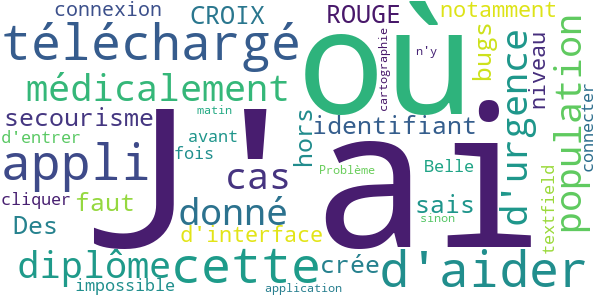 connexion
CROIX
ROUGE
notamment
téléchargé
où
cartographie
n'y
bugs
niveau
population
médicalement
d'urgence
connecter
secourisme
matin
hors
identifiant
d'entrer
avant
J'ai
appli
fois
cas
Problème
Belle
textfield
cliquer
faut
donné
sais
sinon
Des
d'interface
diplôme
cette
crée
d'aider
impossible
application